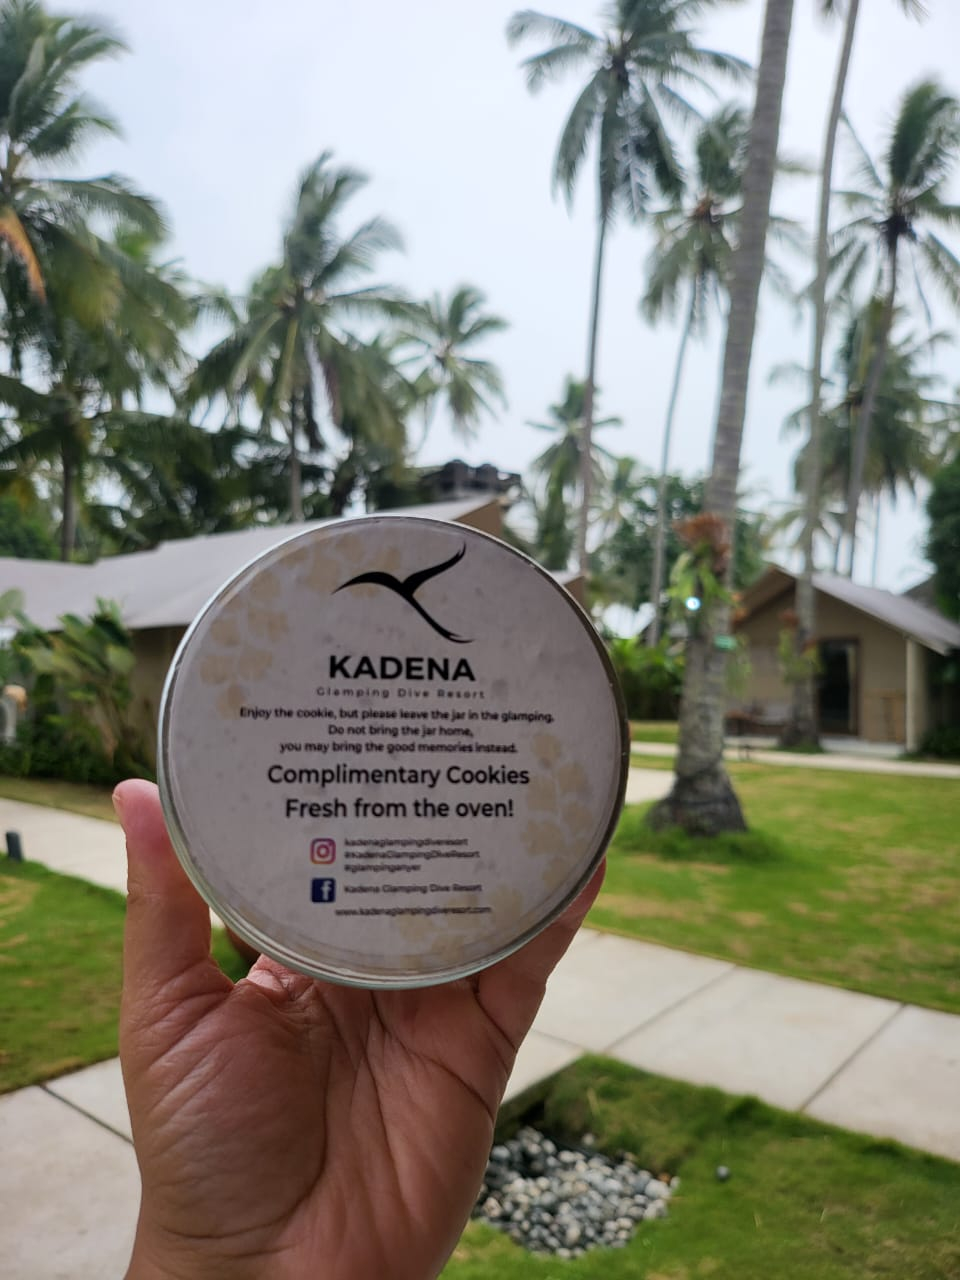 KADENA
Glamping Dive Resort
Enjoy the cookie, but please leave the jar in the glamping.
Do not bring the jar home,
you may bring the good memories instead.
Complimentary Cookies
Fresh from the oven!
kadenaglampingdiveresort
#KadenaGlampingDiveResort
#glampinganyer
Kadena Glamping Dive Resort
www.kadenaglampingdiveresort.com